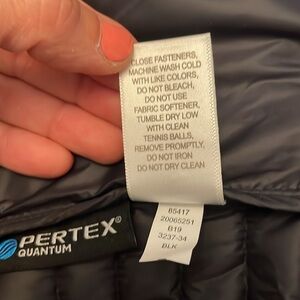 CLOSE FASTENERS,
MACHINE WASH COLD
WITH LIKE COLORS,
DO NOT BLEACH,
DO NOT USE
FABRIC SOFTENER,
TUMBLE DRY LOW
WITH CLEAN
TENNIS BALLS,
REMOVE PROMPTLY,
DO NOT IRON
DO NOT DRY CLEAN
85417
20065251
B19
3237-34
BLK
PERTEX®
QUANTUM